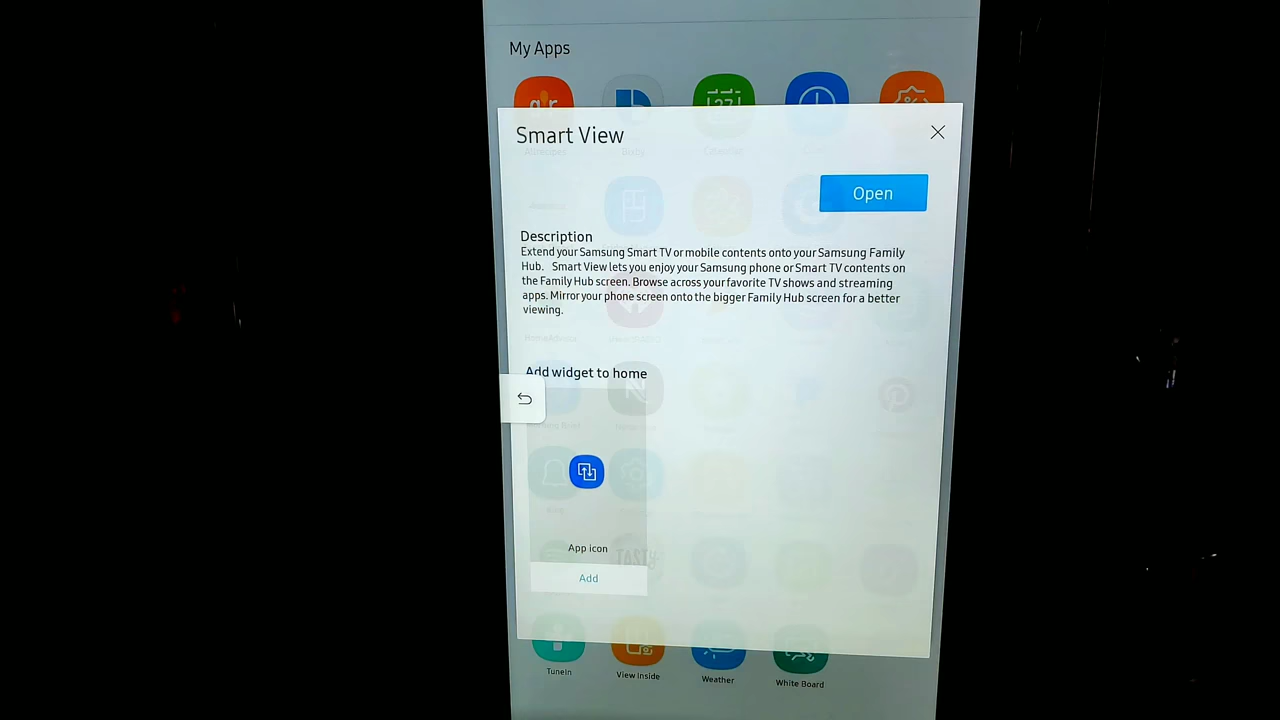 My Apps
Smart View
Open
Description
Extend your Samsung Smart TV or mobile contents onto your Samsung Family
Hub. Smart View lets you enjoy your Samsung phone or Smart TV contents on
the Family Hub screen. Browse across your favorite TV shows and streaming
apps. Mirror your phone screen onto the bigger Family Hub screen for a better
viewing.
Add widget to home
App icon
Add
TuneIn
View Inside
Weather
White Board